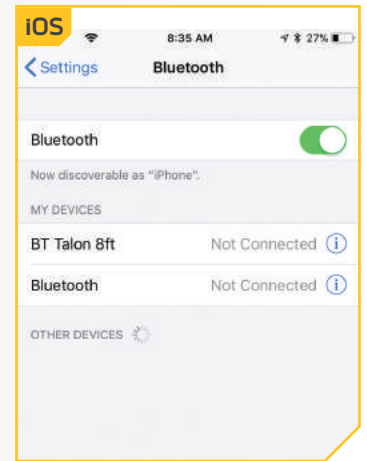 iOS
8:35 AM 27%
Settings Bluetooth
Bluetooth
Now discoverable as “iPhone”.
MY DEVICES
BT Talon 8ft Not Connected
Bluetooth Not Connected
OTHER DEVICES